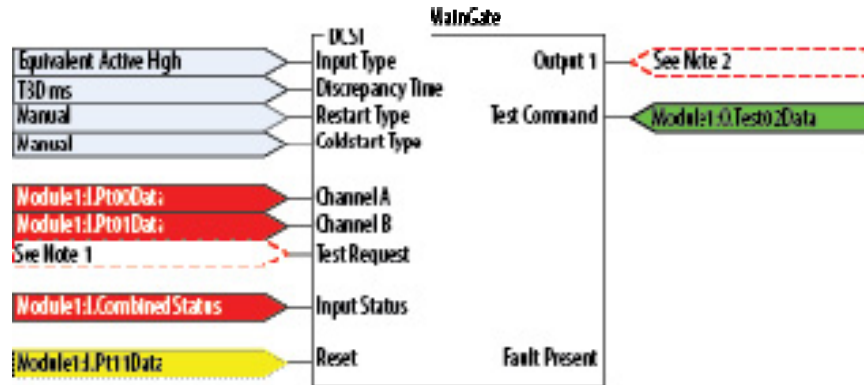 MainGate
DCST
Equivalent Active High
Input Type
Output 1
See Note 2
TBD ms
Discrepancy Time
Manual
Restart Type
Test Command
Module1:O.Test02Data
Manual
Coldstart Type
Module1:I.Pt00Data
Channel A
Module1:I.Pt01Data
Channel B
See Note 1
Test Request
Module1:I.CombinedStatus
Input Status
Module1:I.Pt11Data
Reset
Fault Present